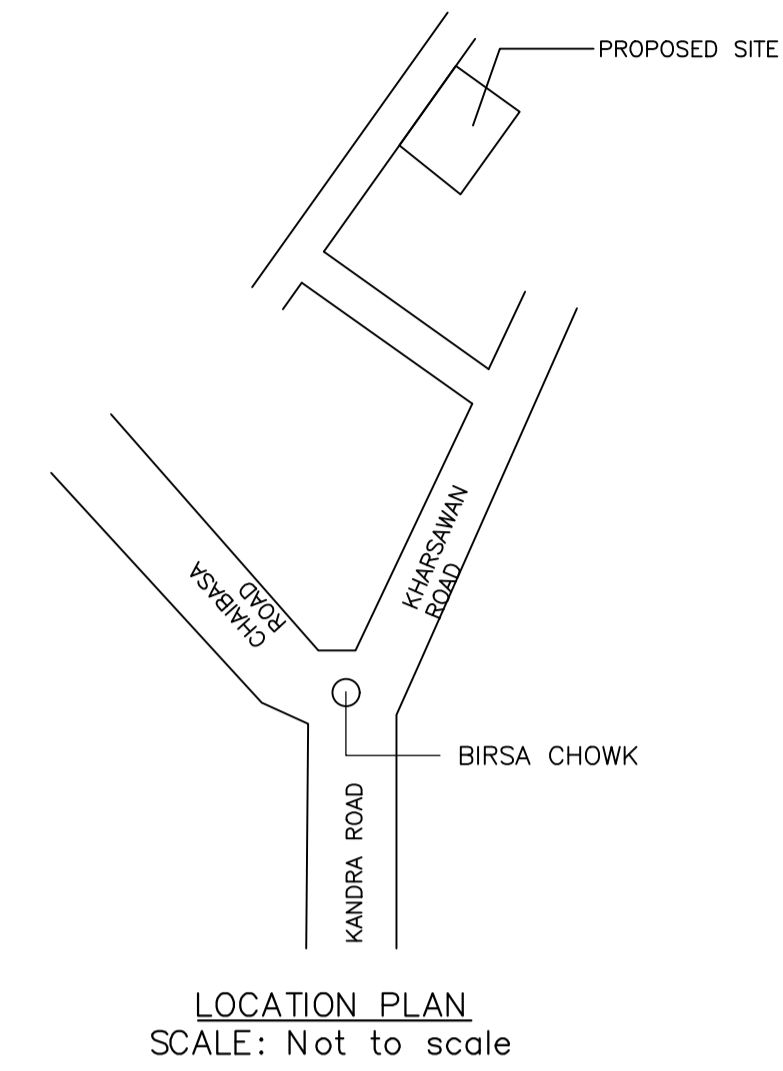 PROPOSED SITE
KHARSAWAN
ROAD
CHAIBASA
ROAD
BIRSA CHOWK
KANDRA ROAD
LOCATION PLAN
SCALE: Not to scale